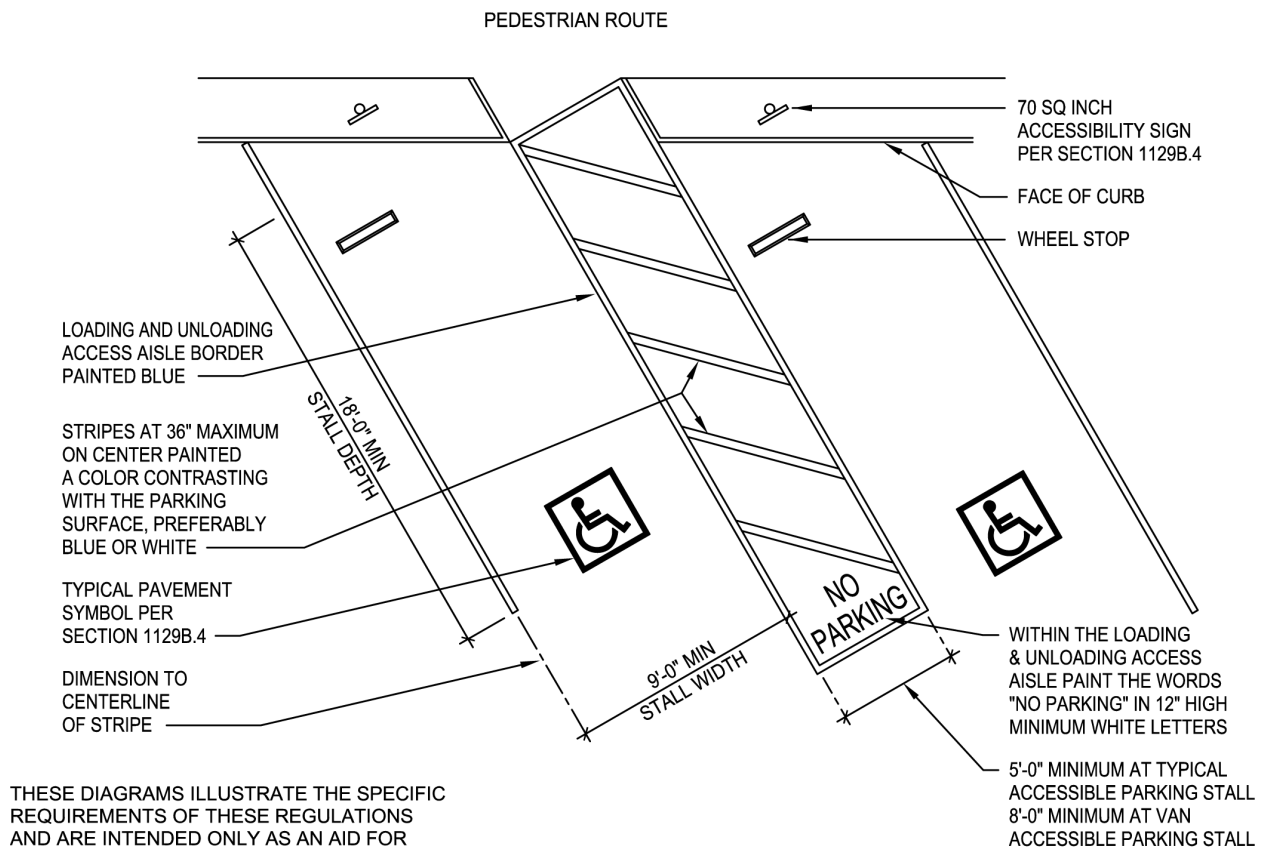 PEDESTRIAN ROUTE
70 SQ INCH
ACCESSIBILITY SIGN
PER SECTION 1129B.4
FACE OF CURB
WHEEL STOP
LOADING AND UNLOADING
ACCESS AISLE BORDER
PAINTED BLUE
STRIPES AT 36" MAXIMUM
ON CENTER PAINTED
A COLOR CONTRASTING
WITH THE PARKING
SURFACE, PREFERABLY
BLUE OR WHITE
TYPICAL PAVEMENT
SYMBOL PER
SECTION 1129B.4
DIMENSION TO
CENTERLINE
OF STRIPE
18'-0" MIN
STALL DEPTH
9'-0" MIN
STALL WIDTH
NO
PARKING
WITHIN THE LOADING
& UNLOADING ACCESS
AISLE PAINT THE WORDS
"NO PARKING" IN 12" HIGH
MINIMUM WHITE LETTERS
5'-0" MINIMUM AT TYPICAL
ACCESSIBLE PARKING STALL
8'-0" MINIMUM AT VAN
ACCESSIBLE PARKING STALL
THESE DIAGRAMS ILLUSTRATE THE SPECIFIC
REQUIREMENTS OF THESE REGULATIONS
AND ARE INTENDED ONLY AS AN AID FOR